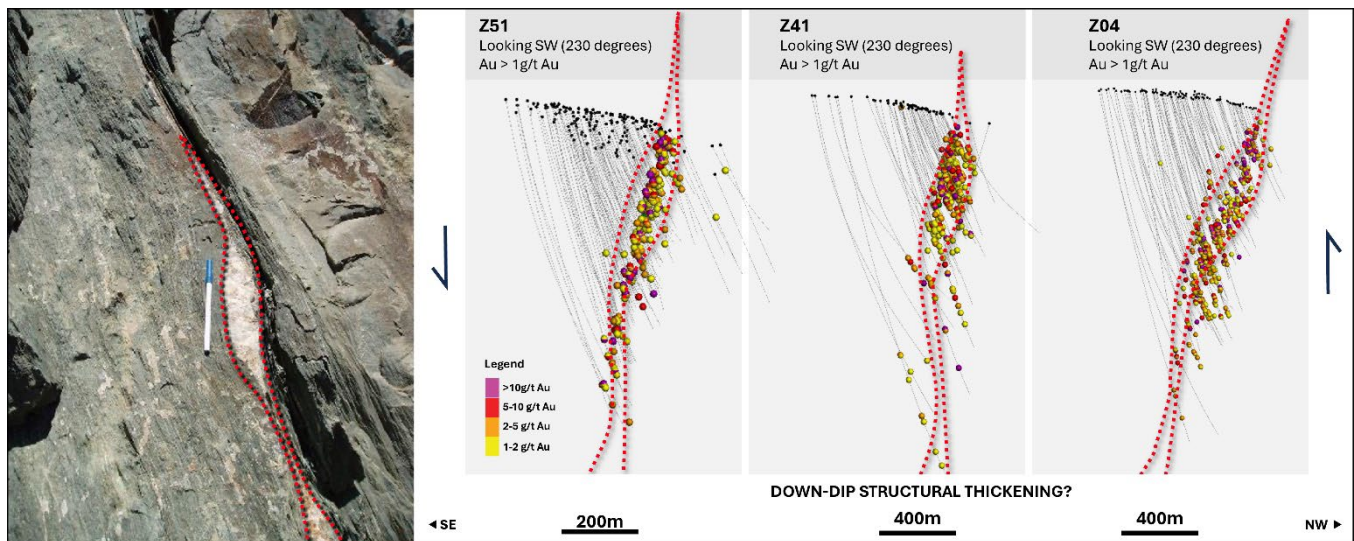 Z51
Looking SW (230 degrees)
Au > 1g/t Au
Z41
Looking SW (230 degrees)
Au > 1g/t Au
Z04
Looking SW (230 degrees)
Au > 1g/t Au
Legend
>10g/t Au
5-10 g/t Au
2-5 g/t Au
1-2 g/t Au
DOWN-DIP STRUCTURAL THICKENING?
◄ SE
200m
400m
400m
NW ►